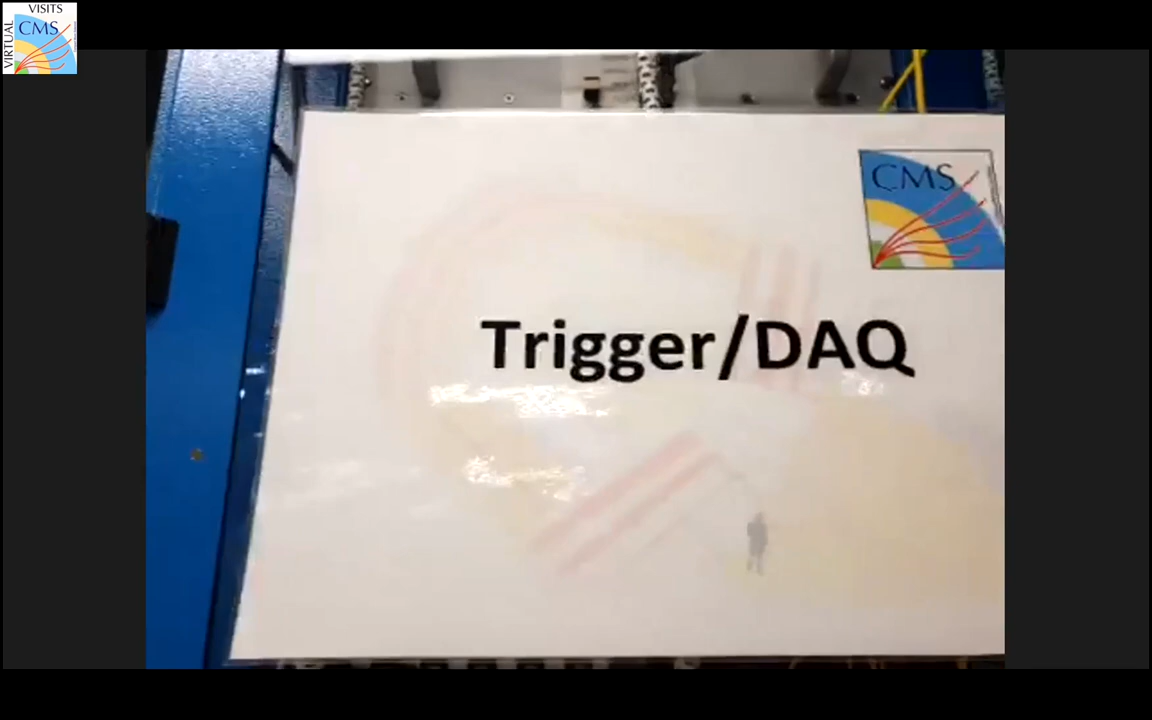 VISITS
VIRTUAL
CMS
CMS
Trigger/DAQ